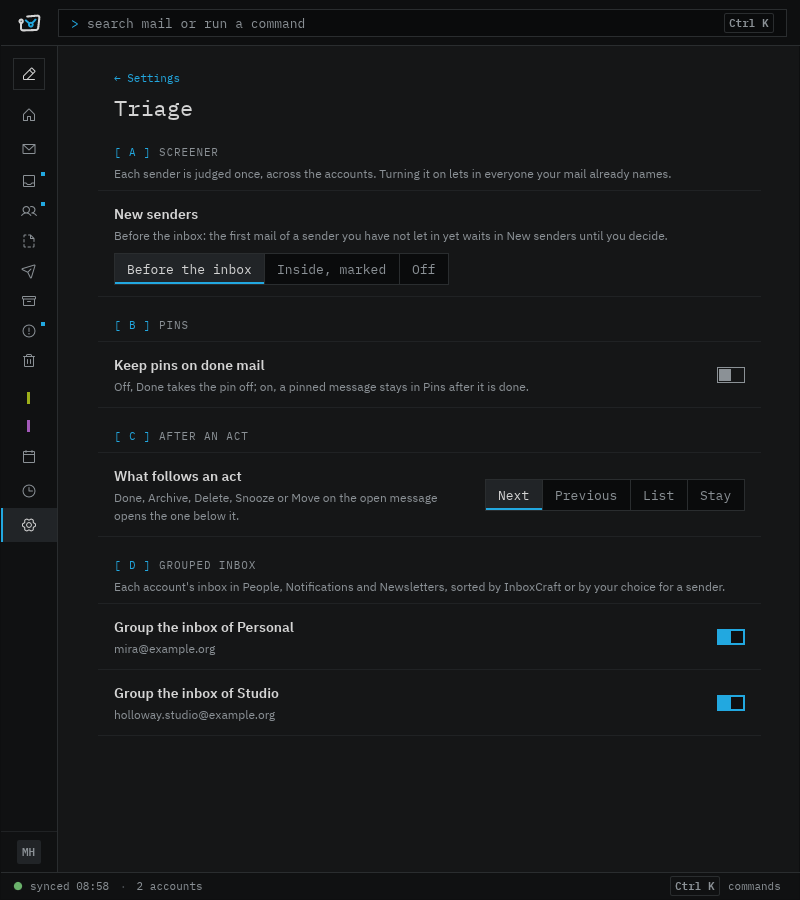 > search mail or run a command
Ctrl K
← Settings
Triage
[ A ] SCREENER
Each sender is judged once, across the accounts. Turning it on lets in everyone your mail already names.
New senders
Before the inbox: the first mail of a sender you have not let in yet waits in New senders until you decide.
Before the inbox
Inside, marked
Off
[ B ] PINS
Keep pins on done mail
Off, Done takes the pin off; on, a pinned message stays in Pins after it is done.
[ C ] AFTER AN ACT
What follows an act
Done, Archive, Delete, Snooze or Move on the open message
opens the one below it.
Next
Previous
List
Stay
[ D ] GROUPED INBOX
Each account's inbox in People, Notifications and Newsletters, sorted by InboxCraft or by your choice for a sender.
Group the inbox of Personal
mira@example.org
Group the inbox of Studio
holloway.studio@example.org
MH
synced 08:58 · 2 accounts
Ctrl K commands